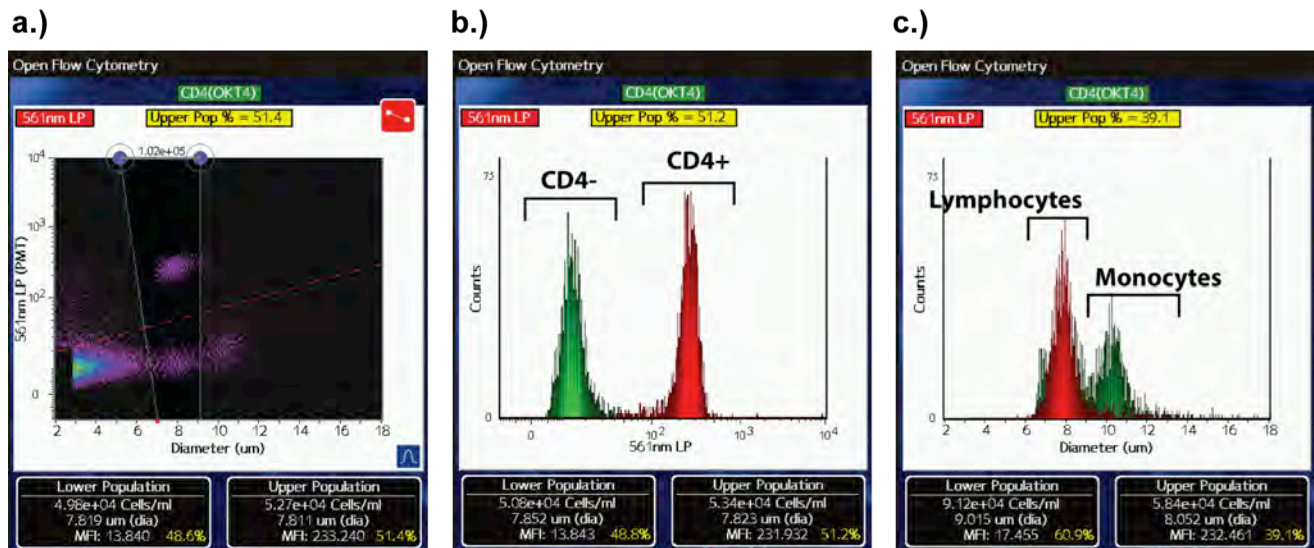 a.)
Open Flow Cytometry
CD4(OKT4)
561nm LP
Upper Pop % = 51.4
1.02e+05
10^4
10^3
10^2
0
561nm LP (PMT)
2 4 6 8 10 12 14 16 18
Diameter (um)
Lower Population
4.98e+04 Cells/ml
7.819 um (dia)
MFI: 13.840 48.6%
Upper Population
5.27e+04 Cells/ml
7.811 um (dia)
MFI: 233.240 51.4%
b.)
Open Flow Cytometry
CD4(OKT4)
561nm LP
Upper Pop % = 51.2
75
CD4-
CD4+
Counts
0
0 10^2 10^3 10^4
561nm LP
Lower Population
5.08e+04 Cells/ml
7.852 um (dia)
MFI: 13.843 48.8%
Upper Population
5.34e+04 Cells/ml
7.823 um (dia)
MFI: 231.932 51.2%
c.)
Open Flow Cytometry
CD4(OKT4)
561nm LP
Upper Pop % = 39.1
75
Lymphocytes
Monocytes
Counts
0
2 4 6 8 10 12 14 16 18
Diameter (um)
Lower Population
9.12e+04 Cells/ml
9.015 um (dia)
MFI: 17.455 60.9%
Upper Population
5.84e+04 Cells/ml
8.052 um (dia)
MFI: 232.461 39.1%